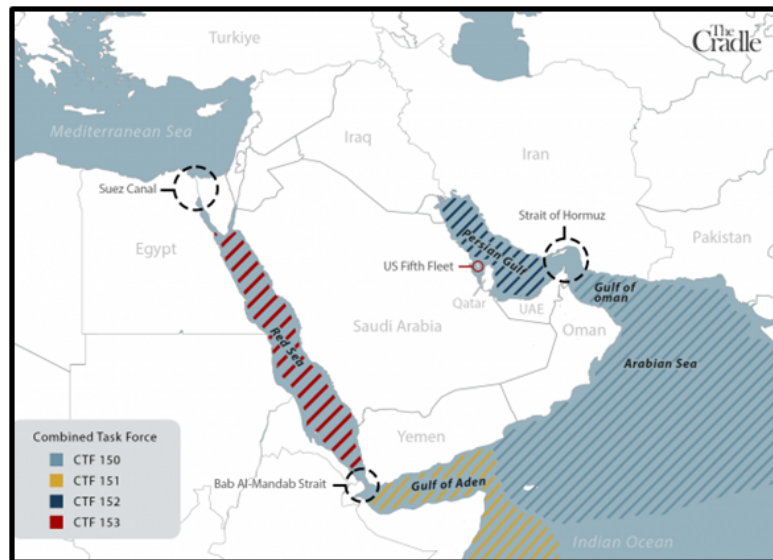 The
Cradle
Turkiye
Mediterranean Sea
Iraq
Iran
Suez Canal
Strait of Hormuz
Pakistan
Egypt
Persian Gulf
US Fifth Fleet
Gulf of
oman
Qatar
UAE
Saudi Arabia
Oman
Red Sea
Arabian Sea
Combined Task Force
CTF 150
CTF 151
CTF 152
CTF 153
Yemen
Bab Al-Mandab Strait
Gulf of Aden
Indian Ocean